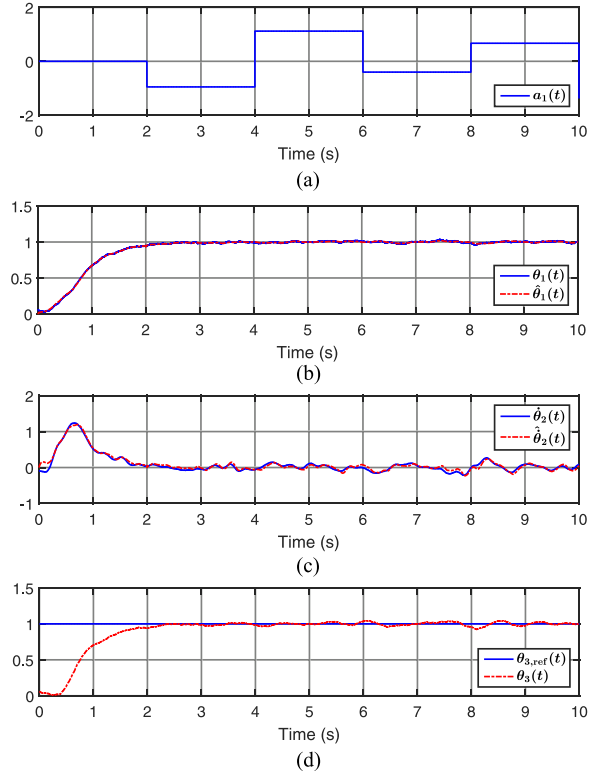 2
0
-2
a₁(t)
0 1 2 3 4 5 6 7 8 9 10
Time (s)
(a)
1.5
1
0.5
0
θ₁(t)
θ̂₁(t)
0 1 2 3 4 5 6 7 8 9 10
Time (s)
(b)
2
1
0
-1
θ̇₂(t)
θ̇̂₂(t)
0 1 2 3 4 5 6 7 8 9 10
Time (s)
(c)
1.5
1
0.5
0
θ₃,ref(t)
θ₃(t)
0 1 2 3 4 5 6 7 8 9 10
Time (s)
(d)